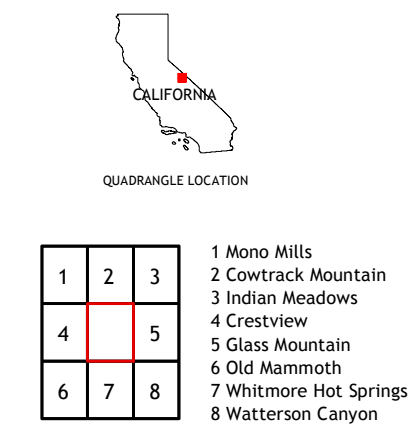 CALIFORNIA
QUADRANGLE LOCATION
1 2 3
4 5
6 7 8
1 Mono Mills
2 Cowtrack Mountain
3 Indian Meadows
4 Crestview
5 Glass Mountain
6 Old Mammoth
7 Whitmore Hot Springs
8 Watterson Canyon